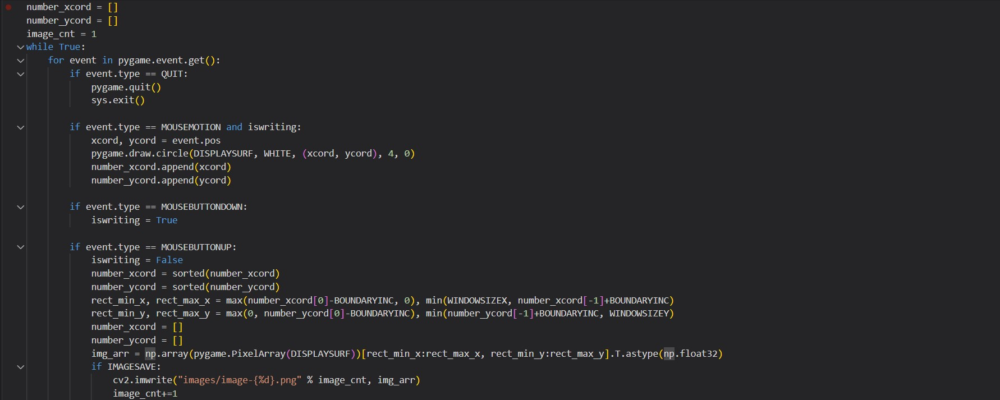 number_xcord = []
number_ycord = []
image_cnt = 1
while True:
    for event in pygame.event.get():
        if event.type == QUIT:
            pygame.quit()
            sys.exit()

        if event.type == MOUSEMOTION and iswriting:
            xcord, ycord = event.pos
            pygame.draw.circle(DISPLAYSURF, WHITE, (xcord, ycord), 4, 0)
            number_xcord.append(xcord)
            number_ycord.append(ycord)

        if event.type == MOUSEBUTTONDOWN:
            iswriting = True

        if event.type == MOUSEBUTTONUP:
            iswriting = False
            number_xcord = sorted(number_xcord)
            number_ycord = sorted(number_ycord)
            rect_min_x, rect_max_x = max(number_xcord[0]-BOUNDARYINC, 0), min(WINDOWSIZEX, number_xcord[-1]+BOUNDARYINC)
            rect_min_y, rect_max_y = max(0, number_ycord[0]-BOUNDARYINC), min(number_ycord[-1]+BOUNDARYINC, WINDOWSIZEY)
            number_xcord = []
            number_ycord = []
            img_arr = np.array(pygame.PixelArray(DISPLAYSURF))[rect_min_x:rect_max_x, rect_min_y:rect_max_y].T.astype(np.float32)
            if IMAGESAVE:
                cv2.imwrite("images/image-{%d}.png" % image_cnt, img_arr)
                image_cnt+=1